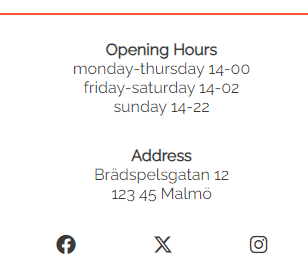 Opening Hours
monday-thursday 14-00
friday-saturday 14-02
sunday 14-22
Address
Brädspelsgatan 12
123 45 Malmö